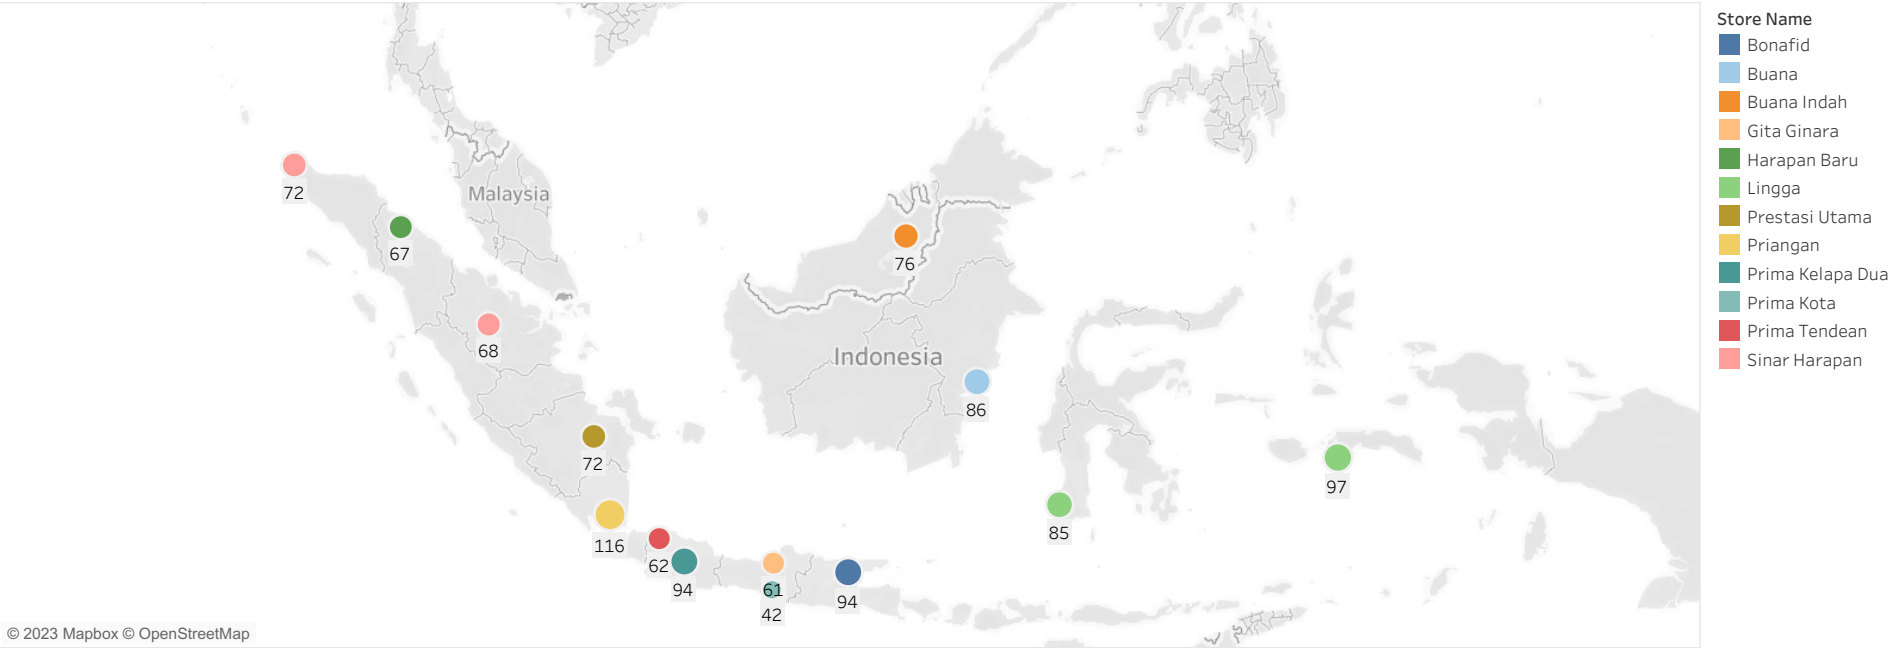 Malaysia
Indonesia
72
67
68
76
86
72
116
62
94
61
42
94
85
97
© 2023 Mapbox © OpenStreetMap
Store Name
Bonafid
Buana
Buana Indah
Gita Ginara
Harapan Baru
Lingga
Prestasi Utama
Priangan
Prima Kelapa Dua
Prima Kota
Prima Tendean
Sinar Harapan